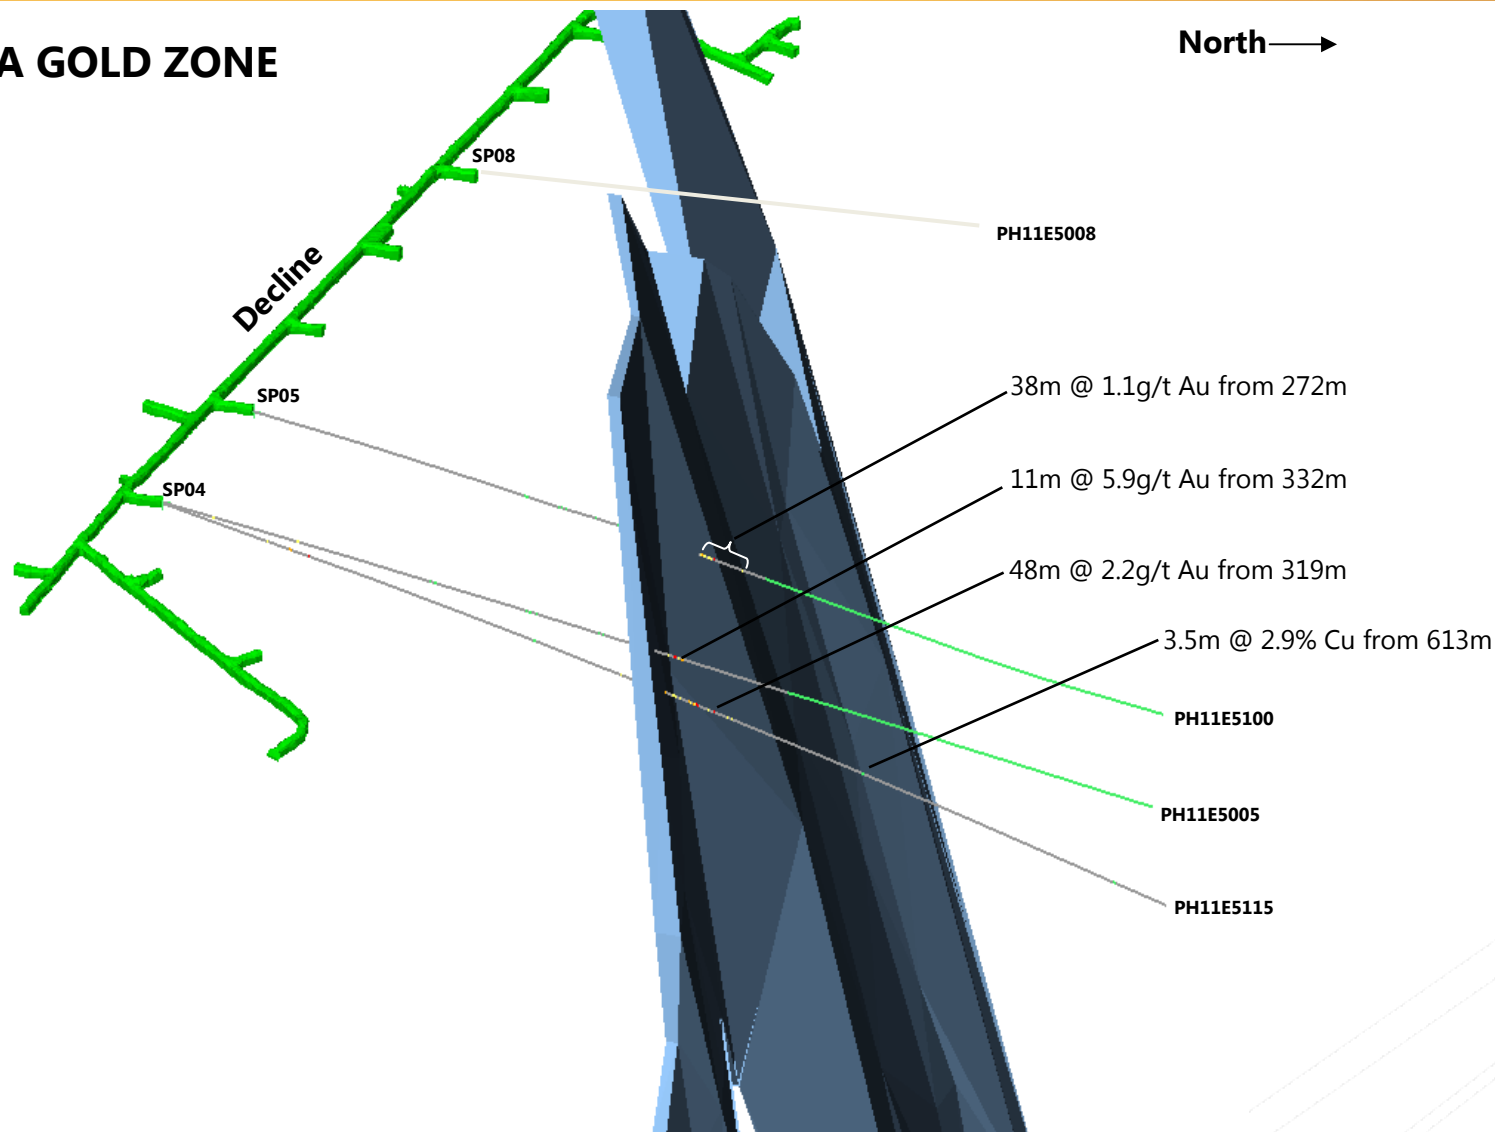 A GOLD ZONE
North
SP08
PH11E5008
Decline
38m @ 1.1g/t Au from 272m
SP05
11m @ 5.9g/t Au from 332m
SP04
48m @ 2.2g/t Au from 319m
3.5m @ 2.9% Cu from 613m
PH11E5100
PH11E5005
PH11E5115